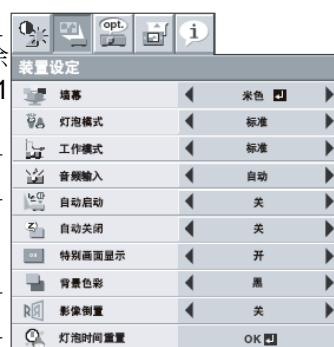 opt.
i
会
装置设定
1
墙幕 米色
灯泡模式 标准
工作模式 标准
音频输入 自动
自动启动 关
自动关闭 关
特别画面显示 开
背景色彩 黑
影像倒置 关
灯泡时间重置 OK